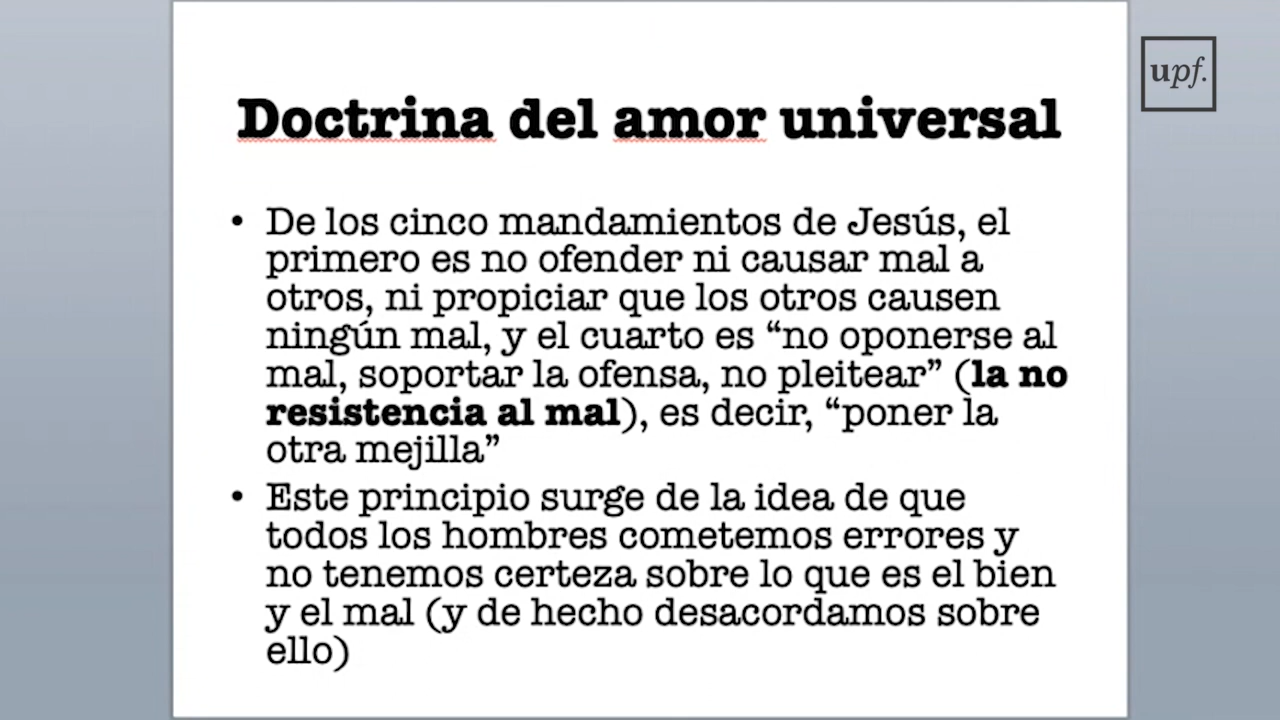 upf.
Doctrina del amor universal
• De los cinco mandamientos de Jesús, el
primero es no ofender ni causar mal a
otros, ni propiciar que los otros causen
ningún mal, y el cuarto es “no oponerse al
mal, soportar la ofensa, no pleitear” (la no
resistencia al mal), es decir, “poner la
otra mejilla”
• Este principio surge de la idea de que
todos los hombres cometemos errores y
no tenemos certeza sobre lo que es el bien
y el mal (y de hecho desacordamos sobre
ello)